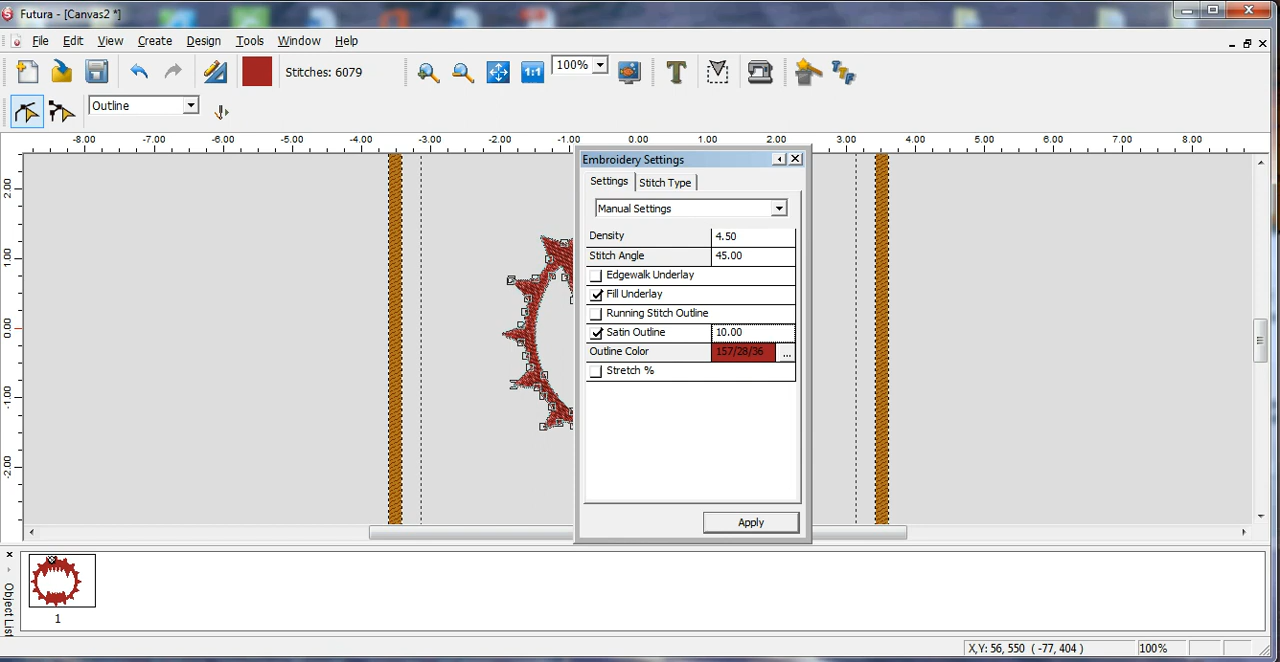 Futura - [Canvas2 *]
File Edit View Create Design Tools Window Help
Stitches: 6079
100%
1:1
T
TTF
Outline
-8.00 -7.00 -6.00 -5.00 -4.00 -3.00 -2.00 -1.00 0.00 1.00 2.00 3.00 4.00 5.00 6.00 7.00 8.00
2.00
1.00
0.00
-1.00
-2.00
Embroidery Settings
Settings Stitch Type
Manual Settings
Density 4.50
Stitch Angle 45.00
Edgewalk Underlay
Fill Underlay
Running Stitch Outline
Satin Outline 10.00
Outline Color 157/28/36 ...
Stretch %
Apply
Object List
1
X,Y: 56, 550 ( -77, 404 ) 100%